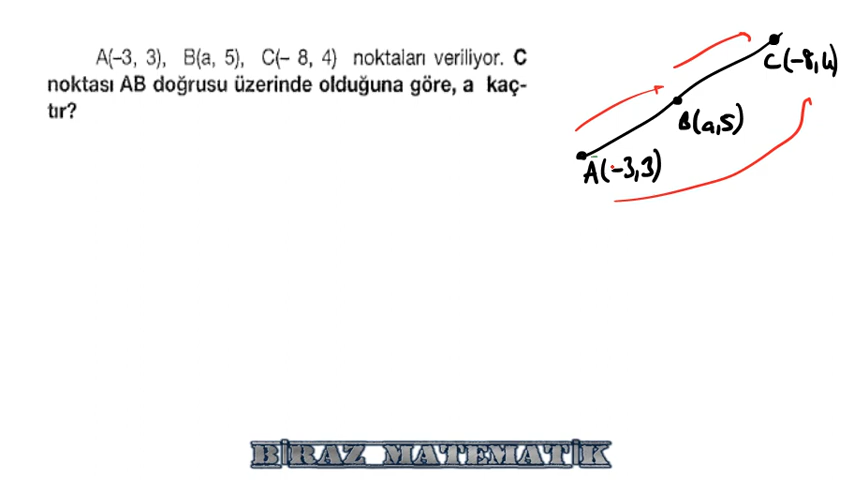 A(–3, 3), B(a, 5), C(– 8, 4) noktaları veriliyor. C
noktası AB doğrusu üzerinde olduğuna göre, a kaç-
tır?
C(-8,4)
B(a,5)
A(-3,3)
BİRAZ MATEMATİK